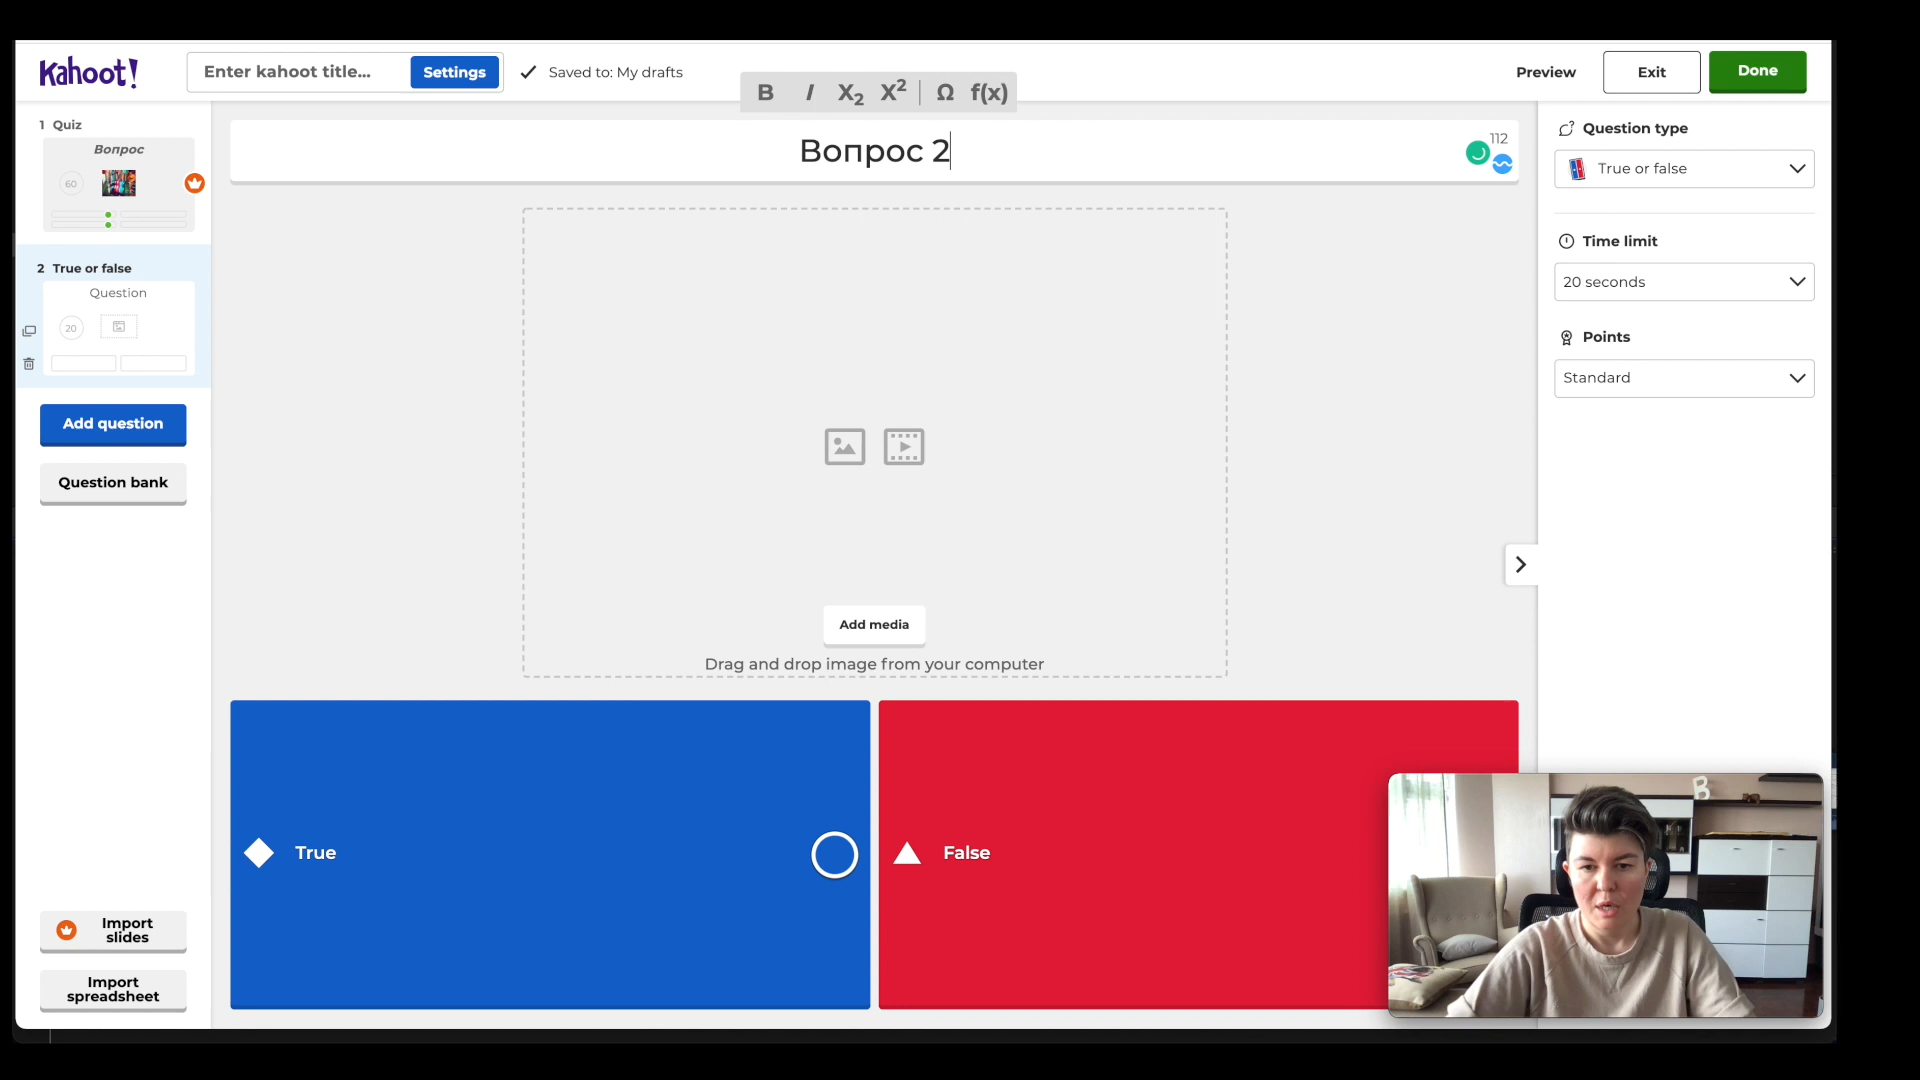 Kahoot!
Enter kahoot title...
Settings
Saved to: My drafts
B I X2 X2 Ω f(x)
Preview
Exit
Done
1 Quiz
Вопрос
60
2 True or false
Question
20
Add question
Question bank
Import slides
Import spreadsheet
Вопрос 2
112
Add media
Drag and drop image from your computer
True
False
Question type
True or false
Time limit
20 seconds
Points
Standard
B